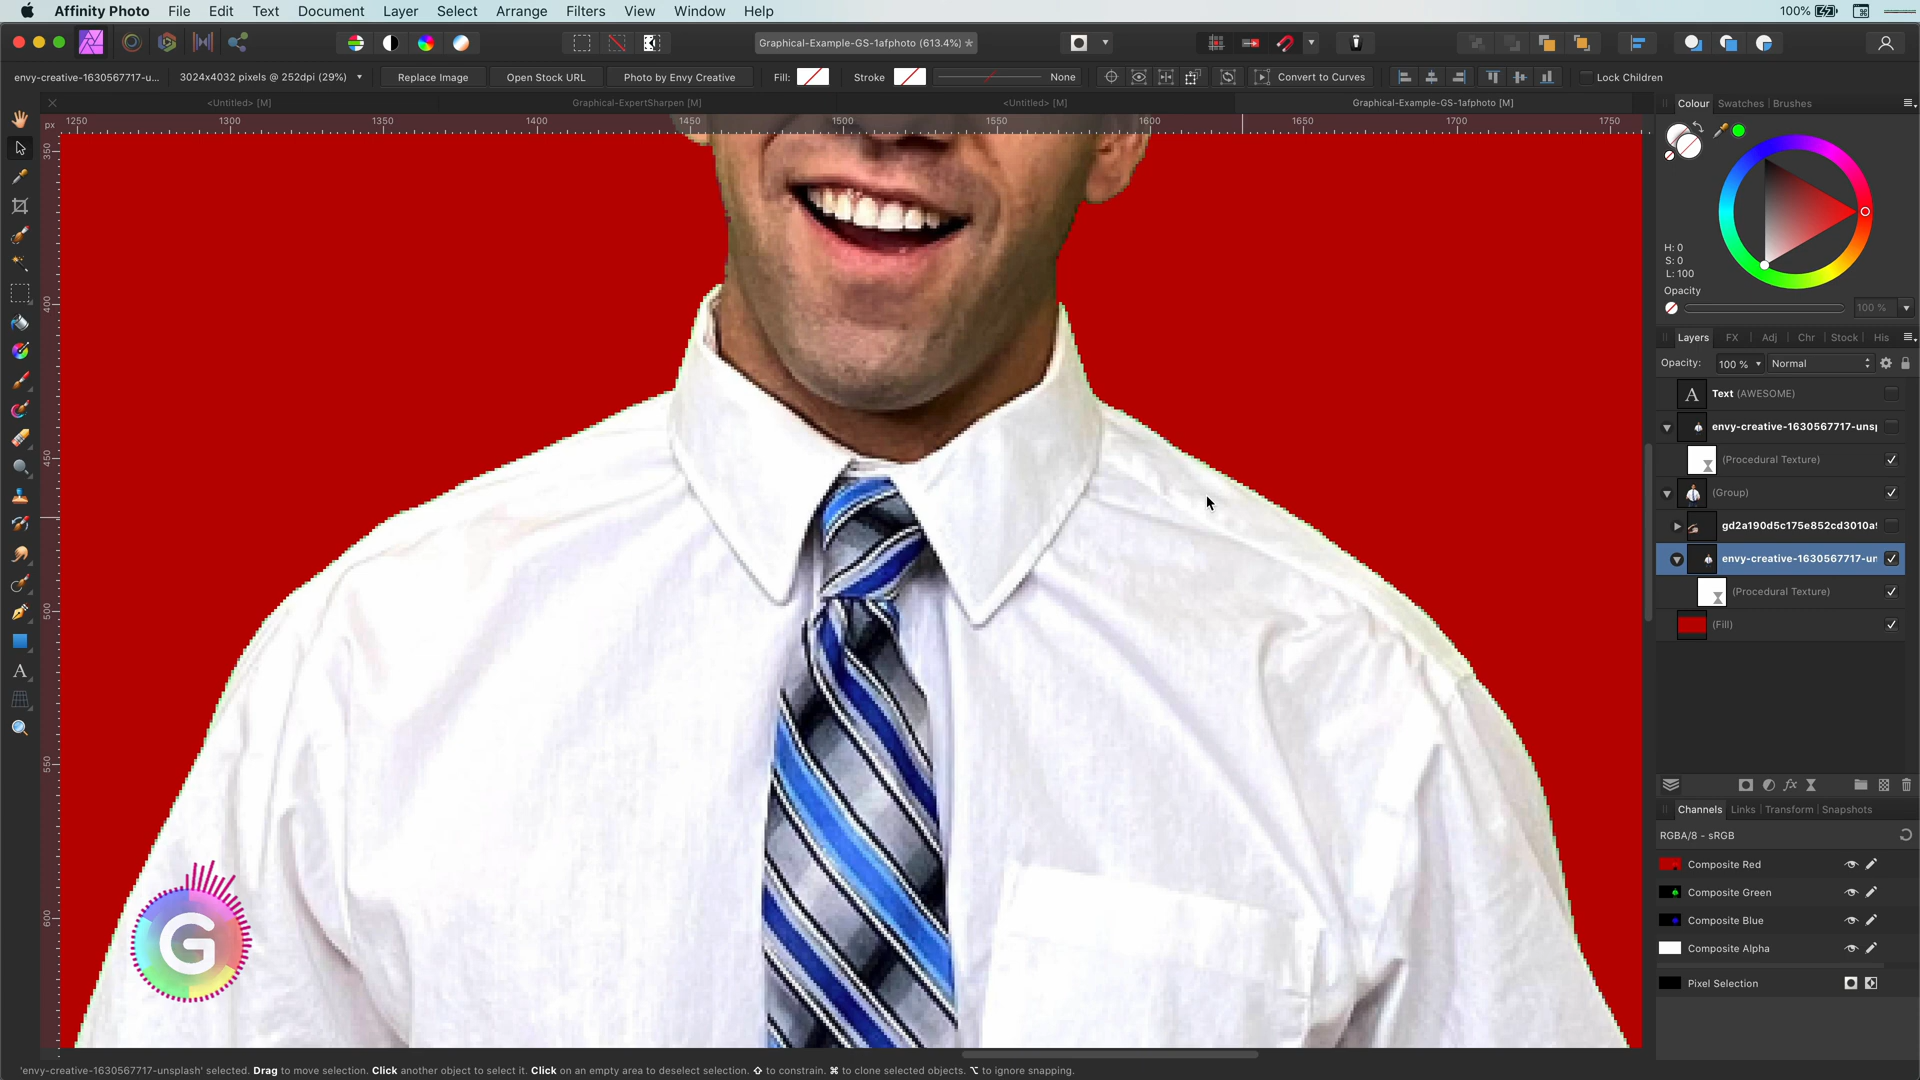 Affinity Photo File Edit Text Document Layer Select Arrange Filters View Window Help 100%
Graphical-Example-GS-1afphoto (613.4%) *
envy-creative-1630567717-u... 3024x4032 pixels @ 252dpi (29%) Replace Image Open Stock URL Photo by Envy Creative Fill: Stroke None Convert to Curves Lock Children
<Untitled> [M] Graphical-ExpertSharpen [M] <Untitled> [M] Graphical-Example-GS-1afphoto [M]
px 1250 1300 1350 1400 1450 1500 1550 1600 1650 1700 1750
350
400
450
500
550
600
Colour Swatches Brushes
H: 0
S: 0
L: 100
Opacity
100 %
Layers FX Adj Chr Stock His
Opacity: 100 % Normal
A Text (AWESOME)
envy-creative-1630567717-unsp
(Procedural Texture)
(Group)
gd2a190d5c175e852cd3010a
envy-creative-1630567717-un
(Procedural Texture)
(Fill)
fx
Channels Links Transform Snapshots
RGBA/8 - sRGB
Composite Red
Composite Green
Composite Blue
Composite Alpha
Pixel Selection
A
G
'envy-creative-1630567717-unsplash' selected. Drag to move selection. Click another object to select it. Click on an empty area to deselect selection. ⇧ to constrain. ⌘ to clone selected objects. ⌥ to ignore snapping.